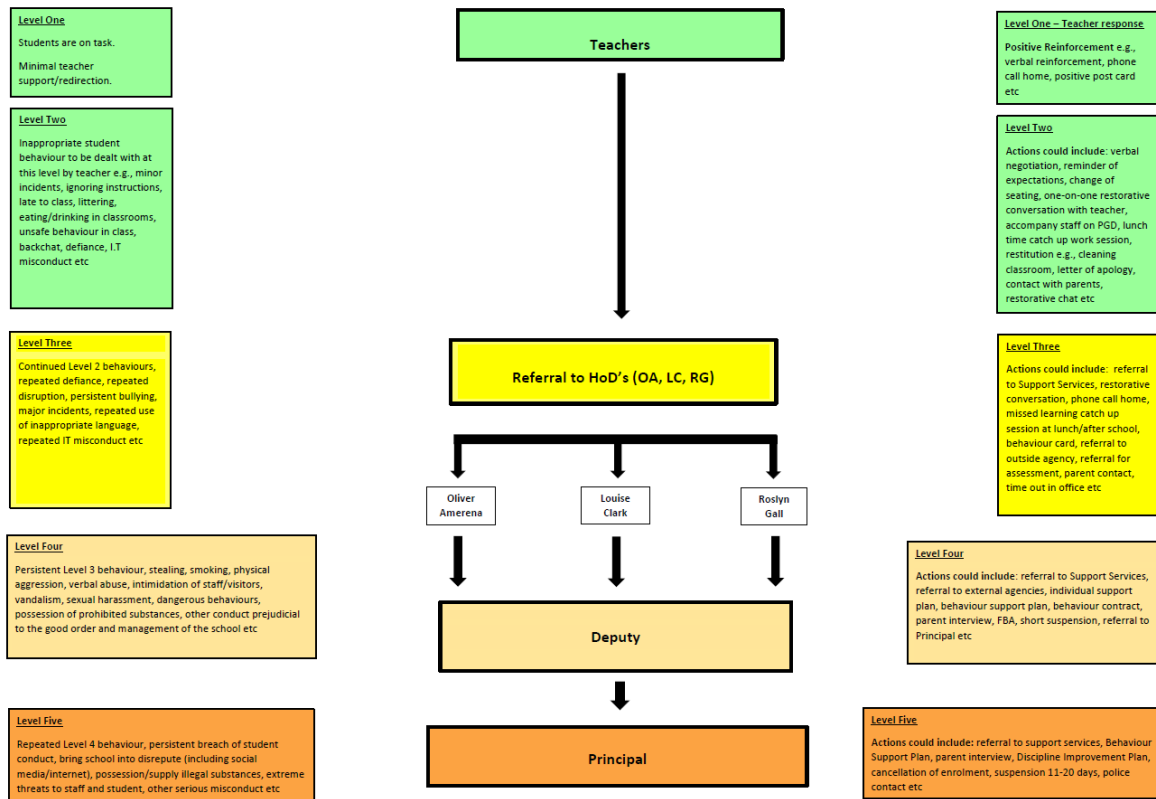 Level One
Students are on task.
Minimal teacher
support/redirection.
Level Two
Inappropriate student
behaviour to be dealt with at
this level by teacher e.g., minor
incidents, ignoring instructions,
late to class, littering,
eating/drinking in classrooms,
unsafe behaviour in class,
backchat, defiance, I.T
misconduct etc
Level Three
Continued Level 2 behaviours,
repeated defiance, repeated
disruption, persistent bullying,
major incidents, repeated use
of inappropriate language,
repeated IT misconduct etc
Level Four
Persistent Level 3 behaviour, stealing, smoking, physical
aggression, verbal abuse, intimidation of staff/visitors,
vandalism, sexual harassment, dangerous behaviours,
possession of prohibited substances, other conduct prejudicial
to the good order and management of the school etc
Level Five
Repeated Level 4 behaviour, persistent breach of student
conduct, bring school into disrepute (including social
media/internet), possession/supply illegal substances, extreme
threats to staff and student, other serious misconduct etc
Teachers
Referral to HoD's (OA, LC, RG)
Oliver
Amerena
Louise
Clark
Roslyn
Gall
Deputy
Principal
Level One – Teacher response
Positive Reinforcement e.g.,
verbal reinforcement, phone
call home, positive post card
etc
Level Two
Actions could include: verbal
negotiation, reminder of
expectations, change of
seating, one-on-one restorative
conversation with teacher,
accompany staff on PGD, lunch
time catch up work session,
restitution e.g., cleaning
classroom, letter of apology,
contact with parents,
restorative chat etc
Level Three
Actions could include: referral
to Support Services, restorative
conversation, phone call home,
missed learning catch up
session at lunch/after school,
behaviour card, referral to
outside agency, referral for
assessment, parent contact,
time out in office etc
Level Four
Actions could include: referral to Support Services,
referral to external agencies, individual support
plan, behaviour support plan, behaviour contract,
parent interview, FBA, short suspension, referral to
Principal etc
Level Five
Actions could include: referral to support services, Behaviour
Support Plan, parent interview, Discipline Improvement Plan,
cancellation of enrolment, suspension 11-20 days, police
contact etc